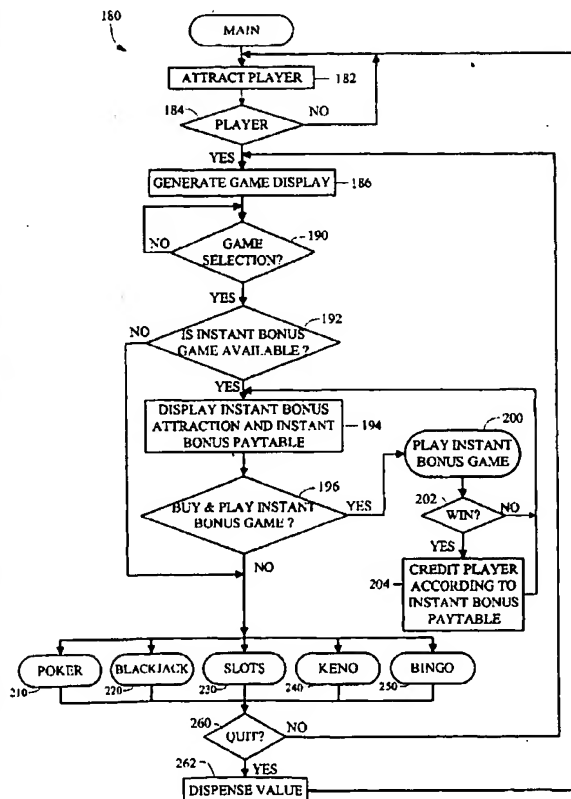 180
MAIN
ATTRACT PLAYER
182
184
PLAYER
NO
YES
GENERATE GAME DISPLAY
186
190
NO
GAME
SELECTION?
YES
192
NO
IS INSTANT BONUS
GAME AVAILABLE ?
YES
DISPLAY INSTANT BONUS
ATTRACTION AND INSTANT
BONUS PAYTABLE
194
200
PLAY INSTANT
BONUS GAME
196
BUY & PLAY INSTANT
BONUS GAME ?
YES
202
WIN?
NO
YES
NO
204
CREDIT PLAYER
ACCORDING TO
INSTANT BONUS
PAYTABLE
POKER
BLACKJACK
SLOTS
KENO
BINGO
210
220
230
240
250
260
QUIT?
NO
YES
262
DISPENSE VALUE